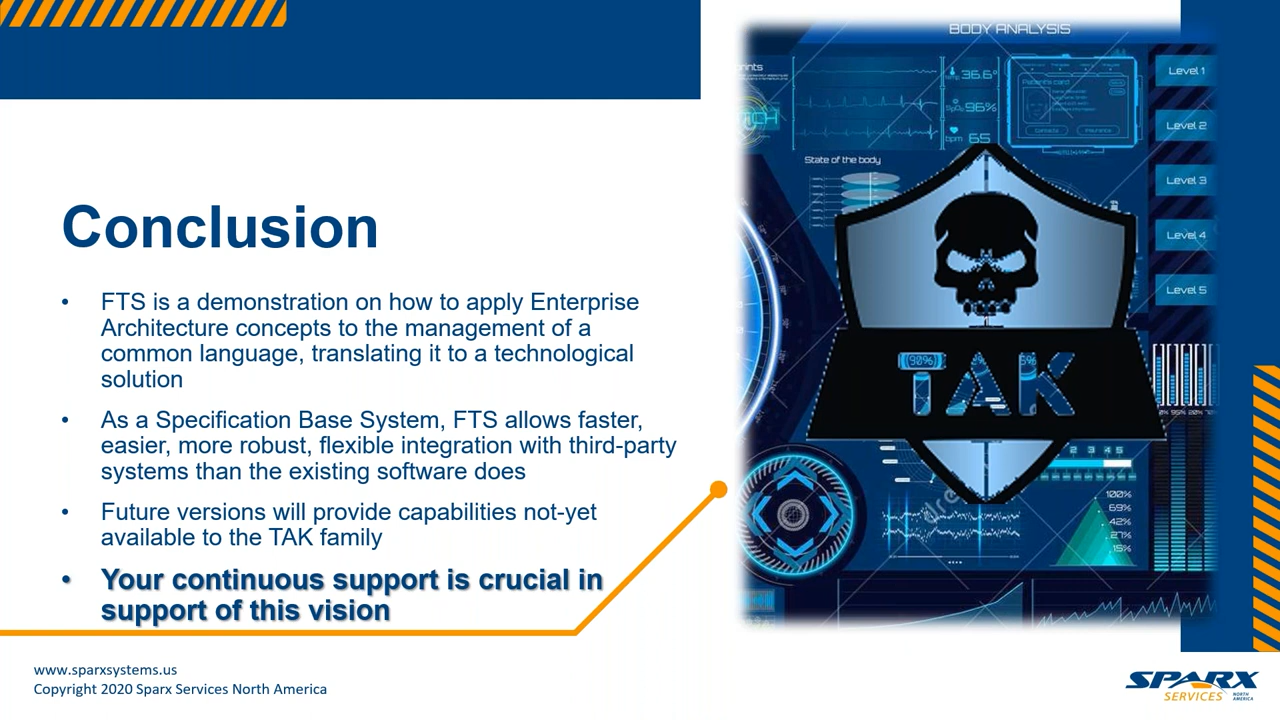 Conclusion
• FTS is a demonstration on how to apply Enterprise
Architecture concepts to the management of a
common language, translating it to a technological
solution
• As a Specification Base System, FTS allows faster,
easier, more robust, flexible integration with third-party
systems than the existing software does
• Future versions will provide capabilities not-yet
available to the TAK family
• Your continuous support is crucial in
support of this vision
www.sparxsystems.us
Copyright 2020 Sparx Services North America
BODY ANALYSIS
36.6°
96%
bpm 65
State of the body
Level 1
Level 2
Level 3
Level 4
Level 5
TAK
2 3 4 5
100%
69%
42%
27%
15%
SPARX
SERVICES
NORTH
AMERICA